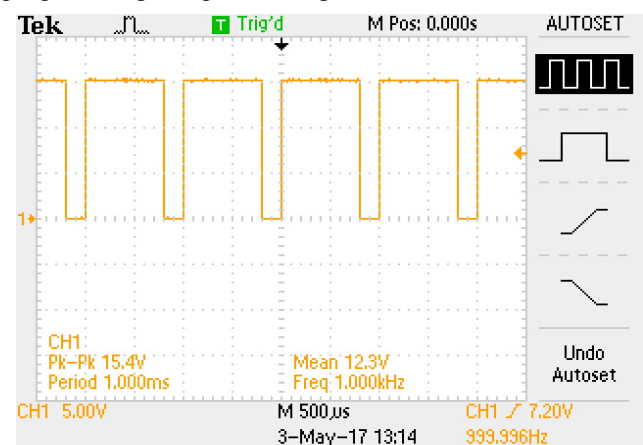 Tek T Trig'd M Pos: 0.000s AUTOSET
1
CH1
Pk-Pk 15.4V Mean 12.3V
Period 1.000ms Freq 1.000kHz
Undo
Autoset
CH1 5.00V M 500µs CH1 7.20V
3-May-17 13:14 999.996Hz